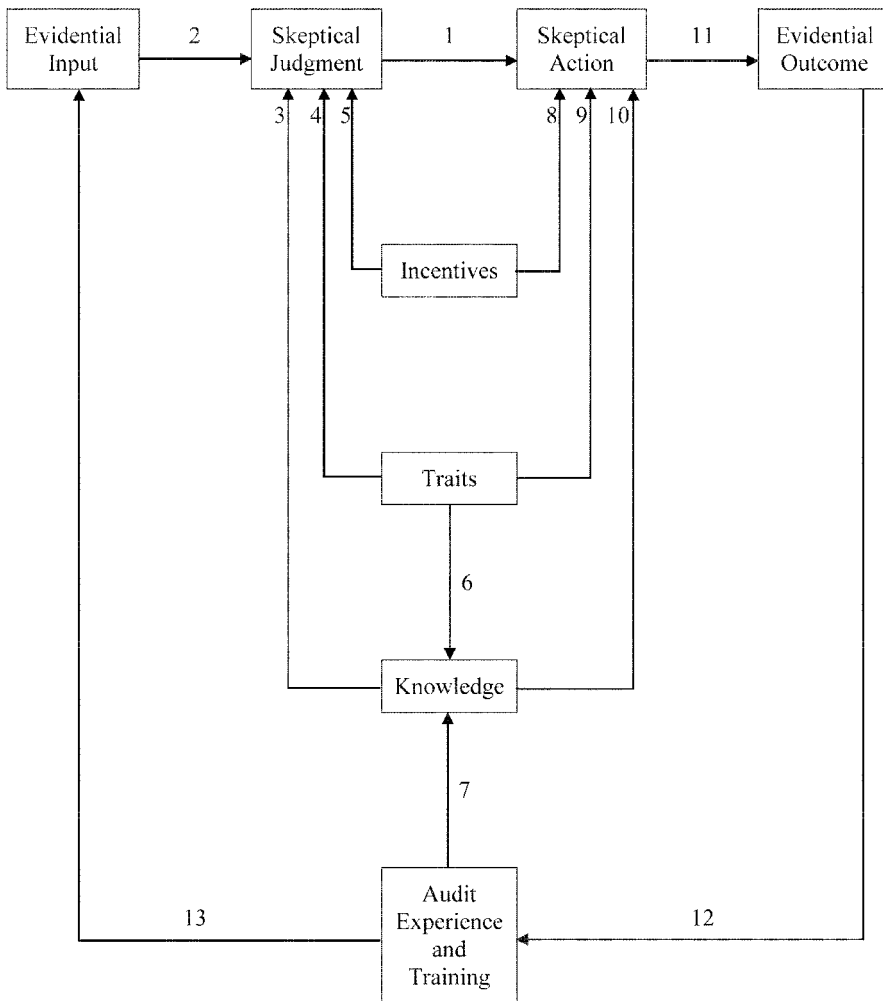 Evidential
Input
2
Skeptical
Judgment
1
Skeptical
Action
11
Evidential
Outcome
3
4
5
8
9
10
Incentives
Traits
6
Knowledge
7
Audit
Experience
and
Training
13
12